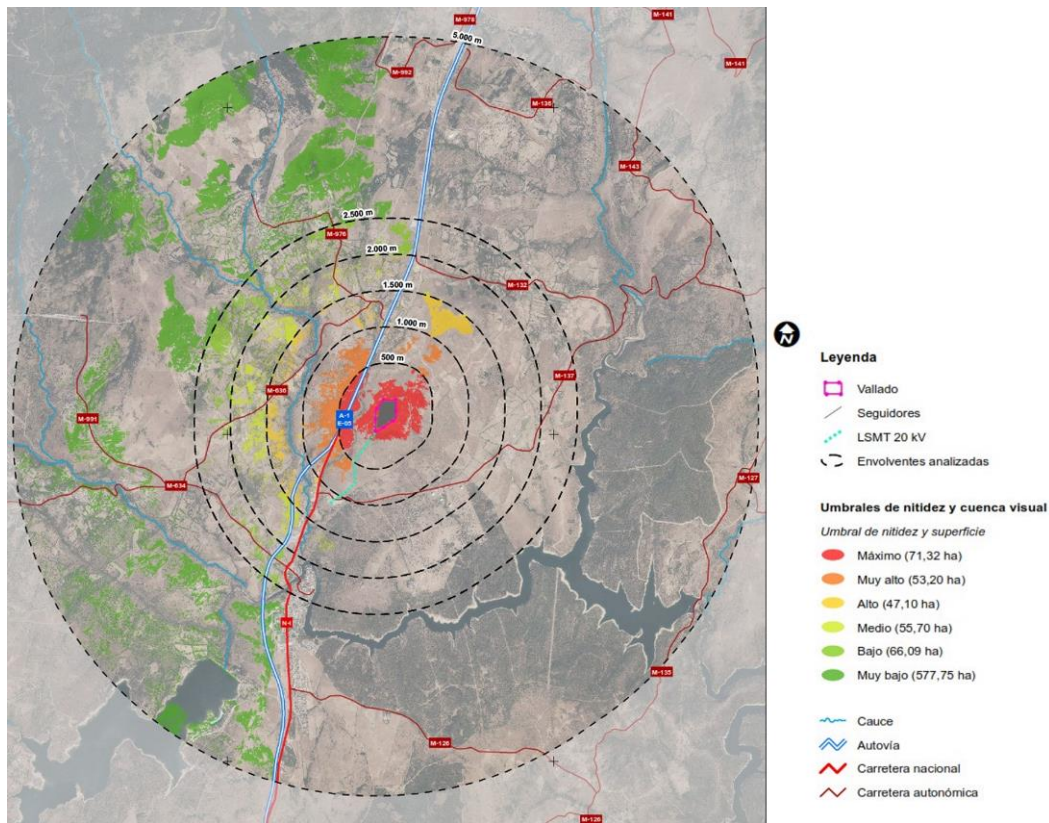 M-978
M-141
5.000 m
M-141
M-992
M-136
M-143
2.500 m
M-976
2.000 m
M-132
1.500 m
1.000 m
500 m
M-137
M-636
A-1
E-05
M-991
M-634
M-127
N-I
M-135
M-126
M-126
N
Leyenda
Vallado
Seguidores
LSMT 20 kV
Envolventes analizadas
Umbrales de nitidez y cuenca visual
Umbral de nitidez y superficie
Máximo (71,32 ha)
Muy alto (53,20 ha)
Alto (47,10 ha)
Medio (55,70 ha)
Bajo (66,09 ha)
Muy bajo (577,75 ha)
Cauce
Autovía
Carretera nacional
Carretera autonómica